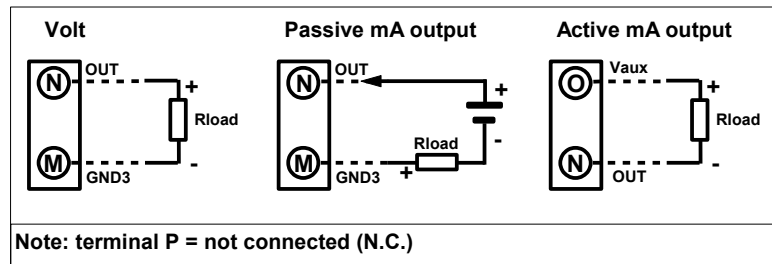 Volt
Passive mA output
Active mA output
N
OUT
+
Rload
-
M
GND3
N
OUT
+
-
Rload
+
M
GND3
O
Vaux
+
Rload
-
N
OUT
Note: terminal P = not connected (N.C.)